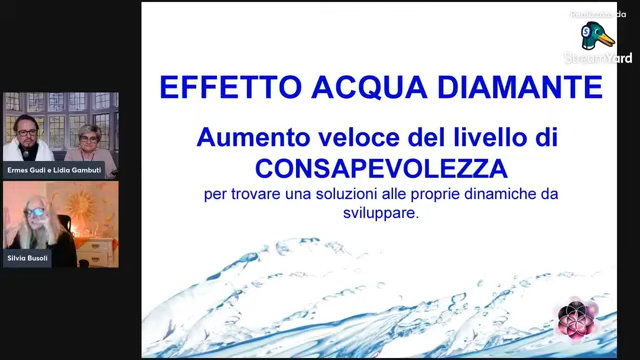 Realizzato da
StreamYard
EFFETTO ACQUA DIAMANTE
Aumento veloce del livello di
CONSAPEVOLEZZA
per trovare una soluzioni alle proprie dinamiche da
sviluppare.
Ermes Gudi e Lidia Gambuti
Silvia Busoli